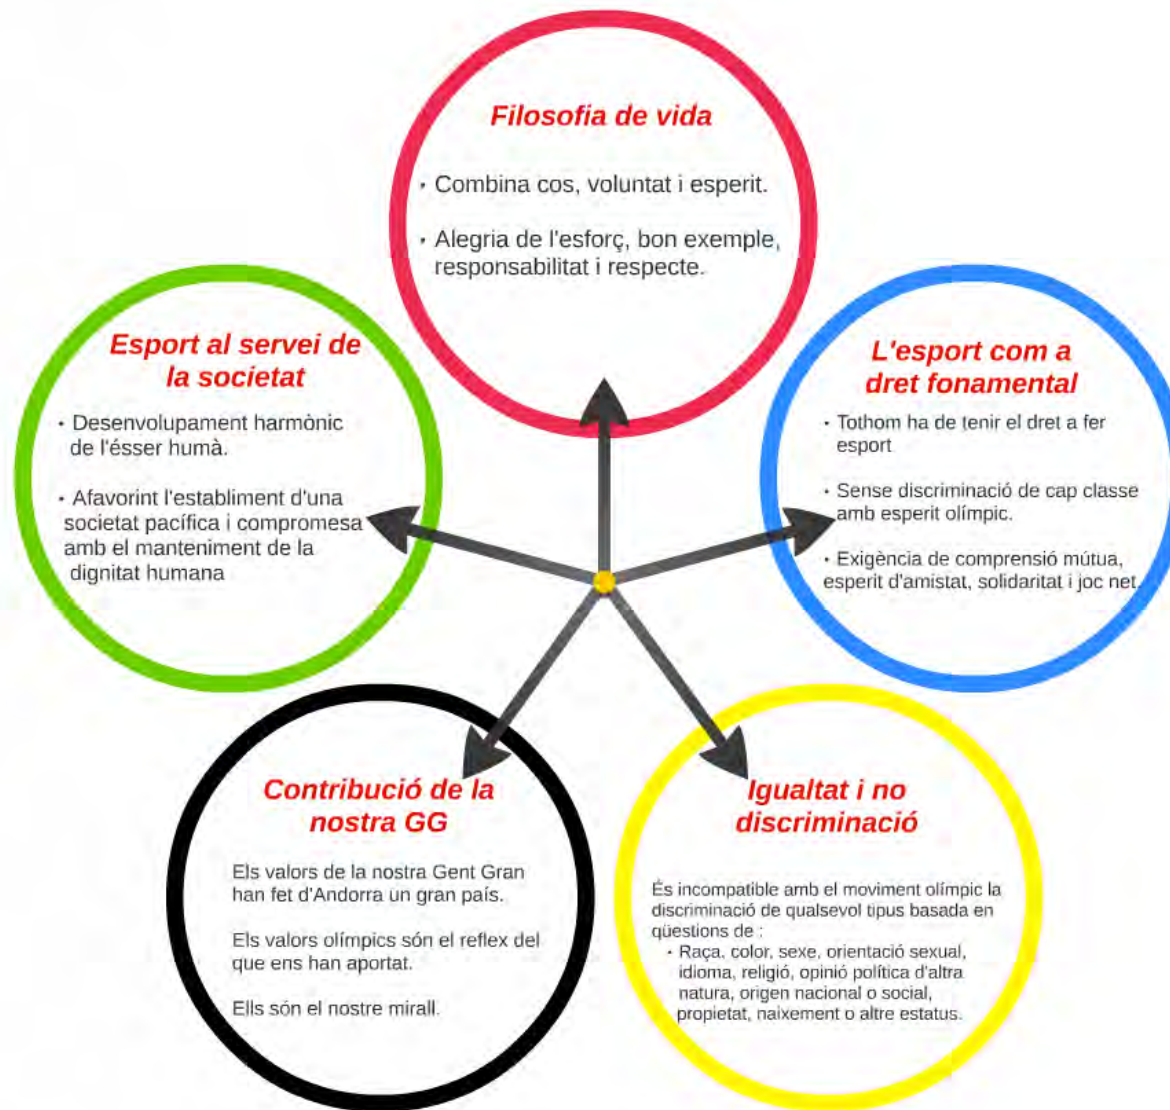 Filosofia de vida
· Combina cos, voluntat i esperit.
· Alegria de l'esforç, bon exemple,
responsabilitat i respecte.
Esport al servei de
la societat
· Desenvolupament harmònic
de l'ésser humà.
· Afavorint l'establiment d'una
societat pacífica i compromesa
amb el manteniment de la
dignitat humana
L'esport com a
dret fonamental
· Tothom ha de tenir el dret a fer
esport
· Sense discriminació de cap classe
amb esperit olímpic.
· Exigència de comprensió mútua,
esperit d'amistat, solidaritat i joc net.
Contribució de la
nostra GG
Els valors de la nostra Gent Gran
han fet d'Andorra un gran país.
Els valors olímpics són el reflex del
que ens han aportat.
Ells són el nostre mirall.
Igualtat i no
discriminació
És incompatible amb el moviment olímpic la
discriminació de qualsevol tipus basada en
qüestions de :
· Raça, color, sexe, orientació sexual,
idioma, religió, opinió política d'altra
natura, origen nacional o social,
propietat, naixement o altre estatus.